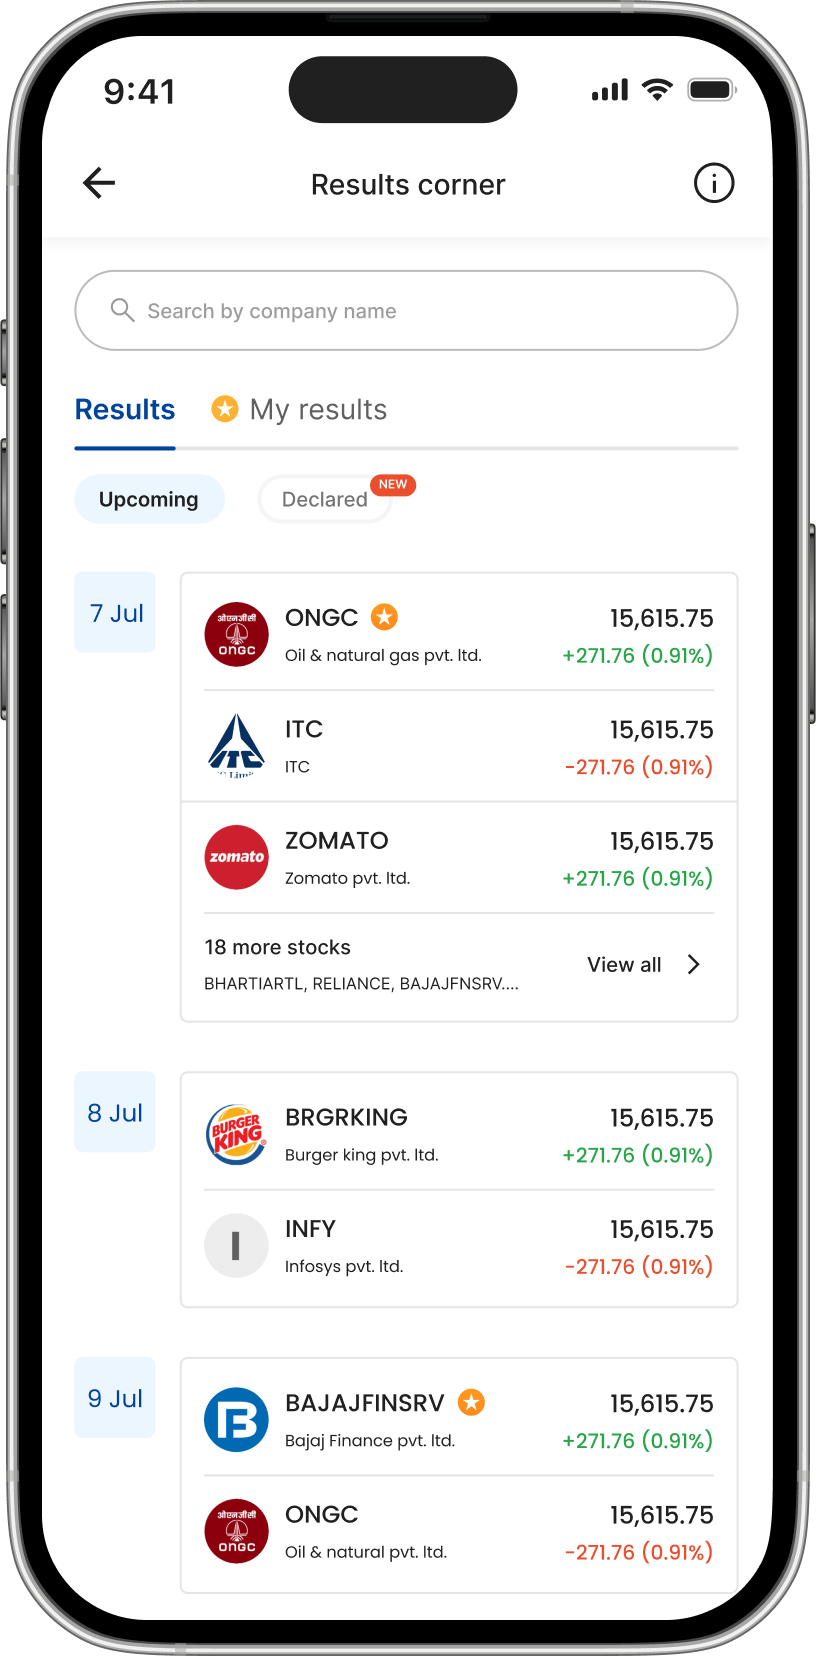 9:41
Results corner
Search by company name
Results
My results
Upcoming
Declared
NEW
7 Jul
ओएनजीसी
ONGC
ONGC
15,615.75
Oil & natural gas pvt. ltd.
+271.76 (0.91%)
ITC
ITC
15,615.75
ITC
-271.76 (0.91%)
zomato
ZOMATO
15,615.75
Zomato pvt. ltd.
+271.76 (0.91%)
18 more stocks
View all
BHARTIARTL, RELIANCE, BAJAJFNSRV....
8 Jul
BURGER
KING
BRGRKING
15,615.75
Burger king pvt. ltd.
+271.76 (0.91%)
I
INFY
15,615.75
Infosys pvt. ltd.
-271.76 (0.91%)
9 Jul
B
BAJAJFINSRV
15,615.75
Bajaj Finance pvt. ltd.
+271.76 (0.91%)
ओएनजीसी
ONGC
ONGC
15,615.75
Oil & natural pvt. ltd.
-271.76 (0.91%)